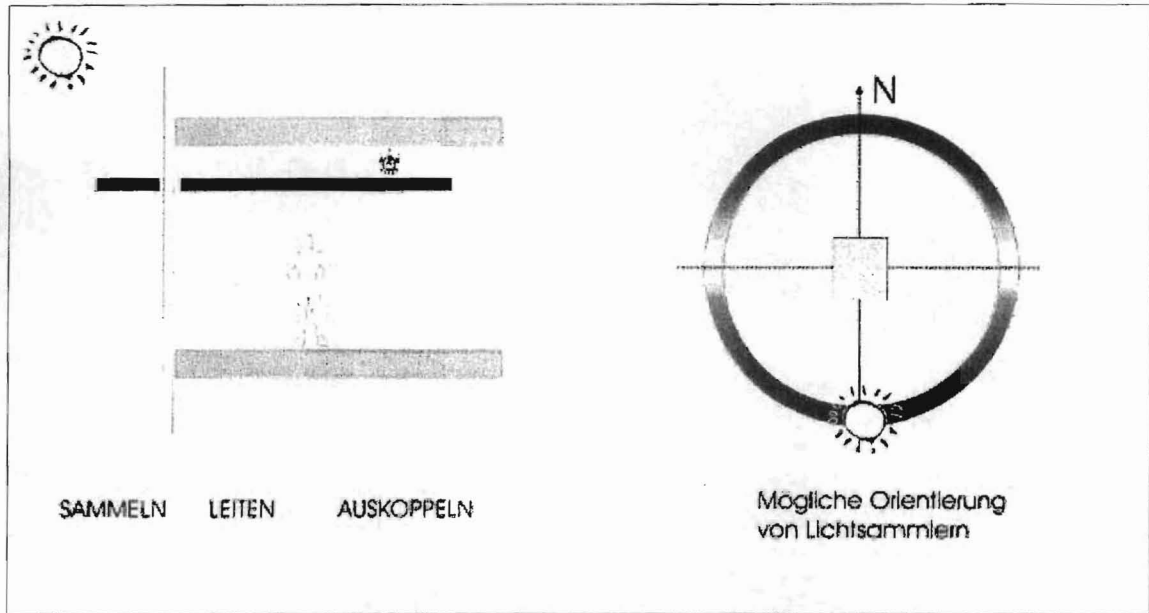 N
SAMMELN LEITEN AUSKOPPELN
Mögliche Orientierung
von Lichtsammlern